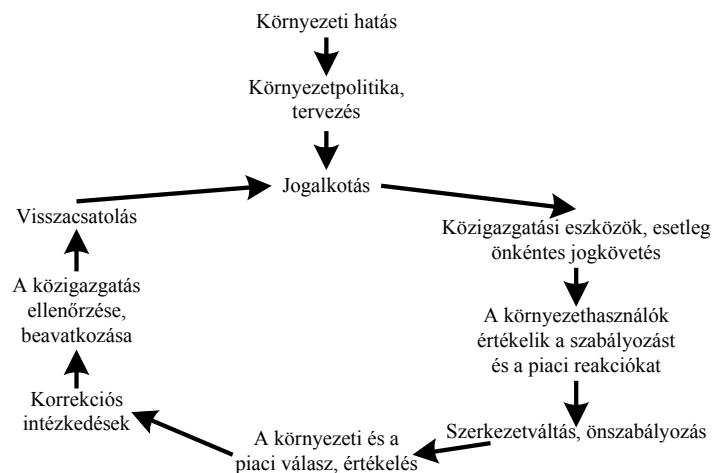 Környezeti hatás
Környezetpolitika,
tervezés
Jogalkotás
Közigazgatási eszközök, esetleg
önkéntes jogkövetés
A környezethasználók
értékelik a szabályozást
és a piaci reakciókat
Szerkezetváltás, önszabályozás
A környezeti és a
piaci válasz, értékelés
Korrekciós
intézkedések
A közigazgatás
ellenőrzése,
beavatkozása
Visszacsatolás